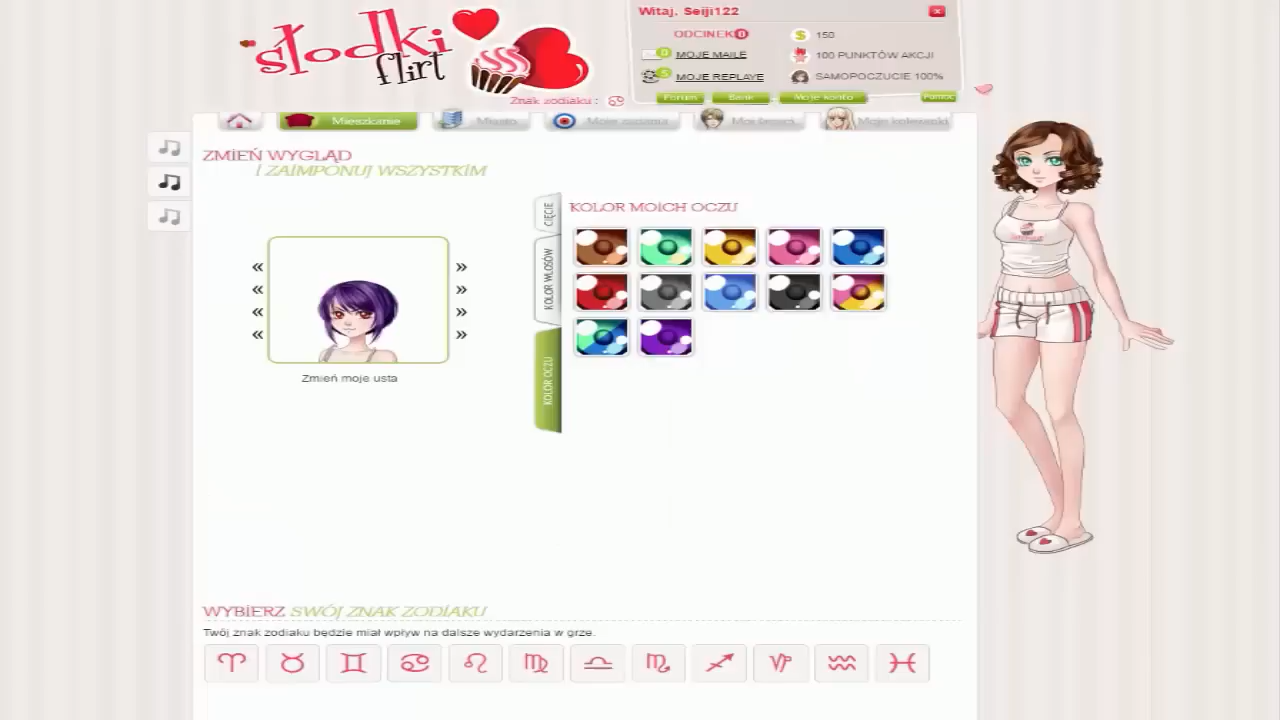 słodki
flirt
Witaj, Seiji122
ODCINEK 0
$ 150
0 MOJE MAILE
100 PUNKTÓW AKCJI
5 MOJE REPLAYE
SAMOPOCZUCIE 100%
Znak zodiaku : ♋
Forum
Bank
Moje konto
Pomoc
Mieszkanie
Miasto
Moje zadania
Moi faceci
Moje koleżanki
ZMIEŃ WYGLĄD
I ZAIMPONUJ WSZYSTKIM
CIĘCIE
KOLOR WŁOSÓW
KOLOR OCZU
KOLOR MOICH OCZU
« »
« »
« »
« »
Zmień moje usta
WYBIERZ SWÓJ ZNAK ZODIAKU
Twój znak zodiaku będzie miał wpływ na dalsze wydarzenia w grze.
♈ ♉ ♊ ♋ ♌ ♍ ♎ ♏ ♐ ♑ ♒ ♓